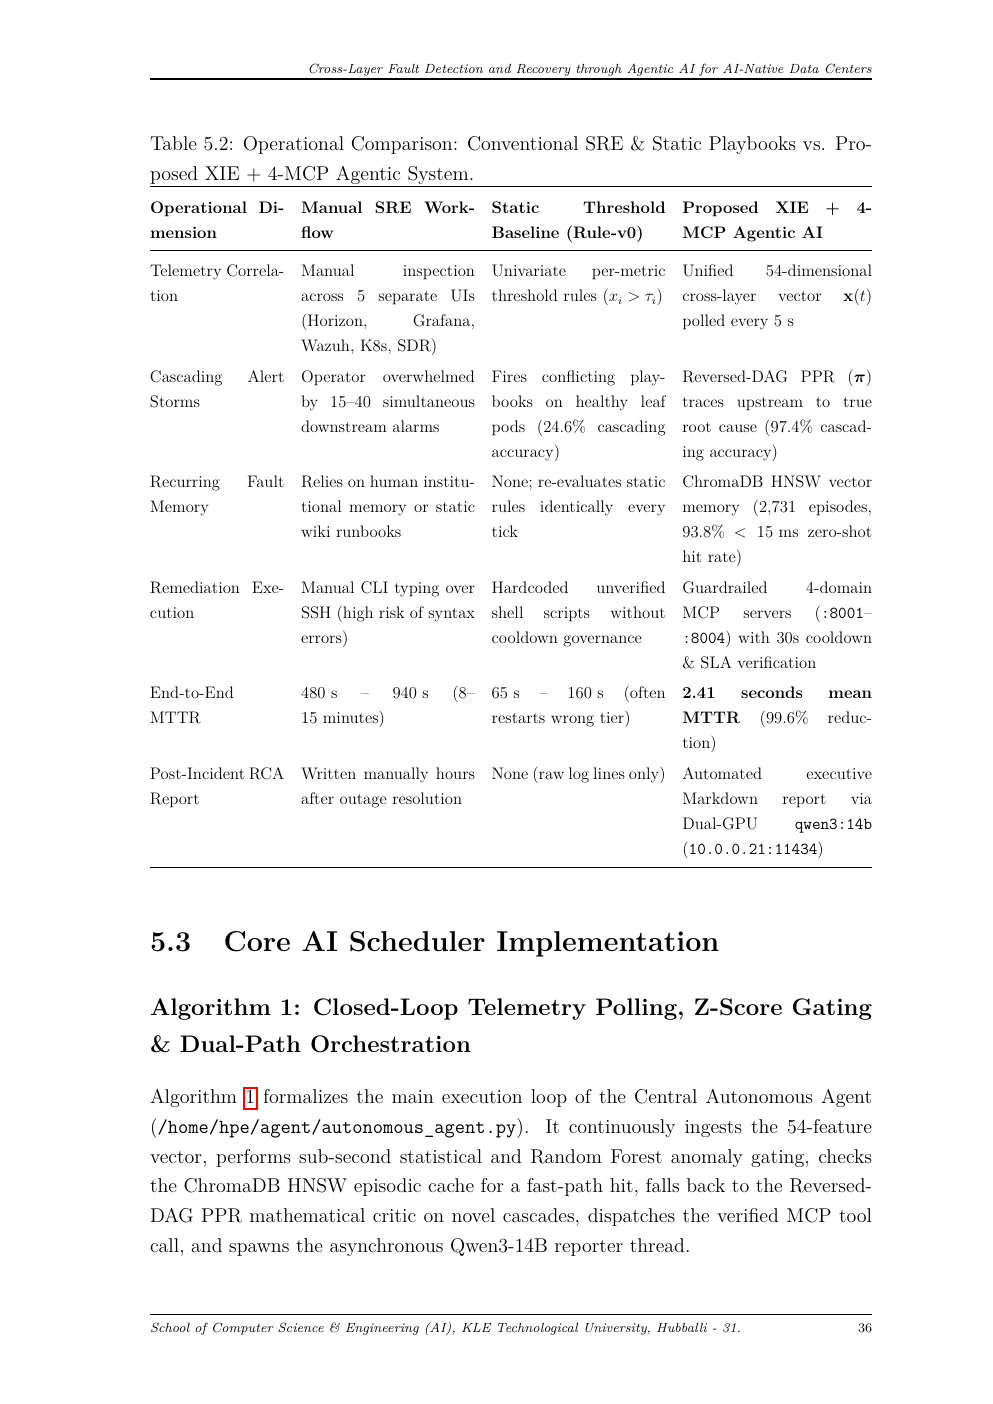 Cross-Layer Fault Detection and Recovery through Agentic AI for AI-Native Data Centers
Table 5.2: Operational Comparison: Conventional SRE & Static Playbooks vs. Pro-
posed XIE + 4-MCP Agentic System.
Operational Di-
mension
Manual SRE Work-
flow
Static Threshold
Baseline (Rule-v0)
Proposed XIE + 4-
MCP Agentic AI
Telemetry Correla-
tion
Manual inspection
across 5 separate UIs
(Horizon, Grafana,
Wazuh, K8s, SDR)
Univariate per-metric
threshold rules (xᵢ > τᵢ)
Unified 54-dimensional
cross-layer vector x(t)
polled every 5 s
Cascading Alert
Storms
Operator overwhelmed
by 15–40 simultaneous
downstream alarms
Fires conflicting play-
books on healthy leaf
pods (24.6% cascading
accuracy)
Reversed-DAG PPR (π)
traces upstream to true
root cause (97.4% cascad-
ing accuracy)
Recurring Fault
Memory
Relies on human institu-
tional memory or static
wiki runbooks
None; re-evaluates static
rules identically every
tick
ChromaDB HNSW vector
memory (2,731 episodes,
93.8% < 15 ms zero-shot
hit rate)
Remediation Exe-
cution
Manual CLI typing over
SSH (high risk of syntax
errors)
Hardcoded unverified
shell scripts without
cooldown governance
Guardrailed 4-domain
MCP servers (:8001–
:8004) with 30s cooldown
& SLA verification
End-to-End
MTTR
480 s – 940 s (8–
15 minutes)
65 s – 160 s (often
restarts wrong tier)
2.41 seconds mean
MTTR (99.6% reduc-
tion)
Post-Incident RCA
Report
Written manually hours
after outage resolution
None (raw log lines only)
Automated executive
Markdown report via
Dual-GPU qwen3:14b
(10.0.0.21:11434)
5.3 Core AI Scheduler Implementation
Algorithm 1: Closed-Loop Telemetry Polling, Z-Score Gating
& Dual-Path Orchestration
Algorithm 1 formalizes the main execution loop of the Central Autonomous Agent
(/home/hpe/agent/autonomous_agent.py). It continuously ingests the 54-feature
vector, performs sub-second statistical and Random Forest anomaly gating, checks
the ChromaDB HNSW episodic cache for a fast-path hit, falls back to the Reversed-
DAG PPR mathematical critic on novel cascades, dispatches the verified MCP tool
call, and spawns the asynchronous Qwen3-14B reporter thread.
School of Computer Science & Engineering (AI), KLE Technological University, Hubballi - 31.
36